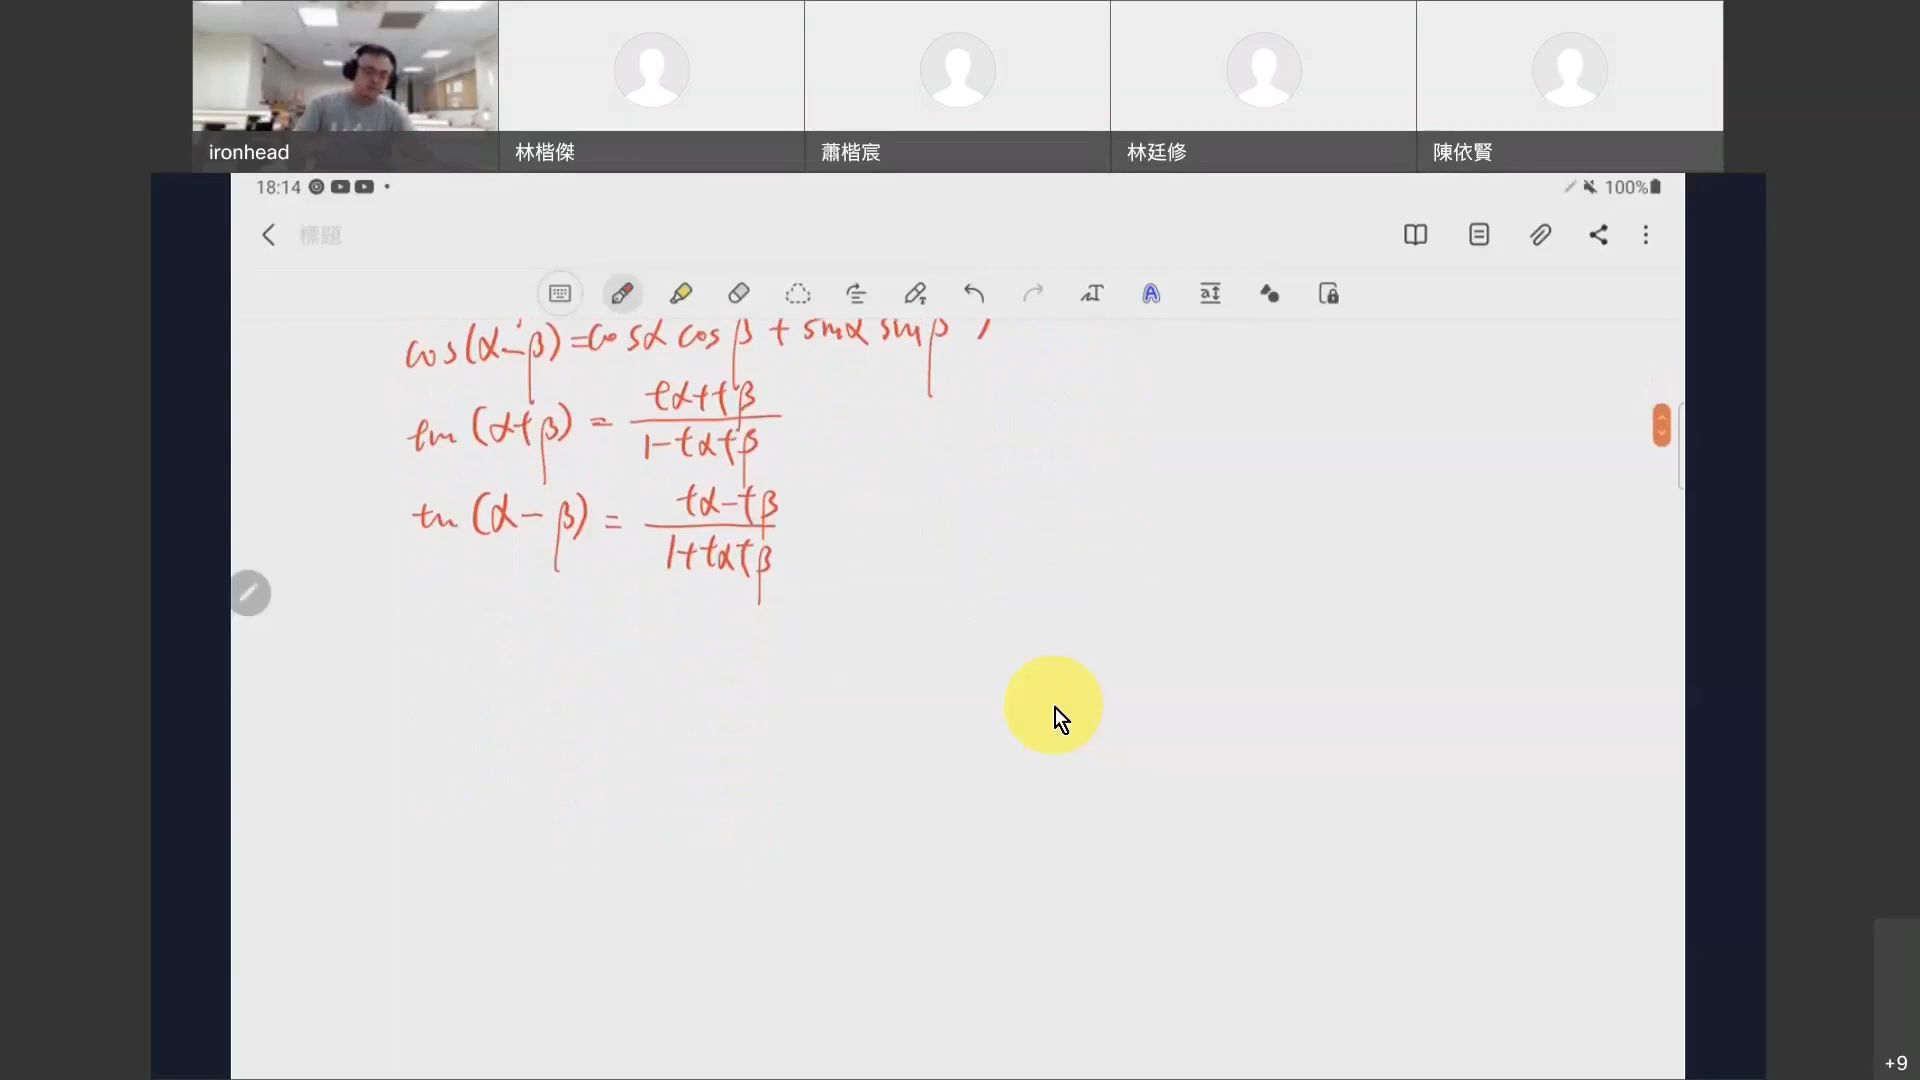 ironhead
林楷傑
蕭楷宸
林廷修
陳依賢
18:14
100%
標題
cos(α-β)=cosα cosβ + sinα sinβ
tan(α+β) = tα+tβ
1-tαtβ
tan(α-β) = tα-tβ
1+tαtβ
+9